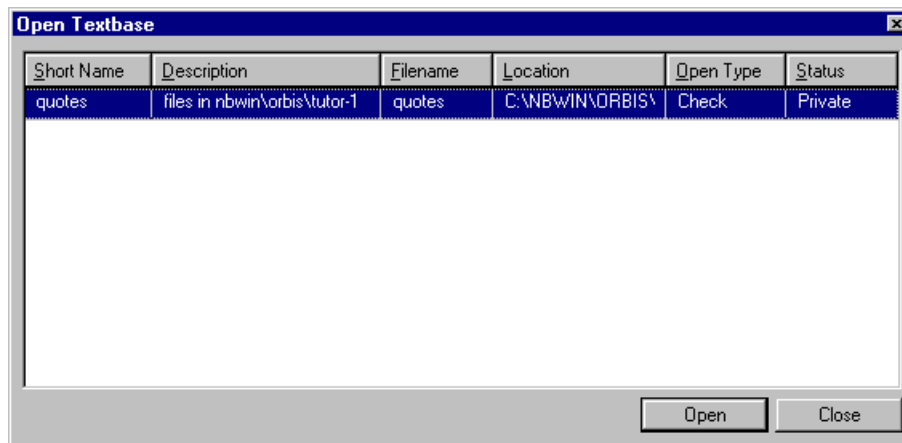 Open Textbase
Short Name Description Filename Location Open Type Status
quotes files in nbwin\orbis\tutor-1 quotes C:\NBWIN\ORBIS\ Check Private
Open Close